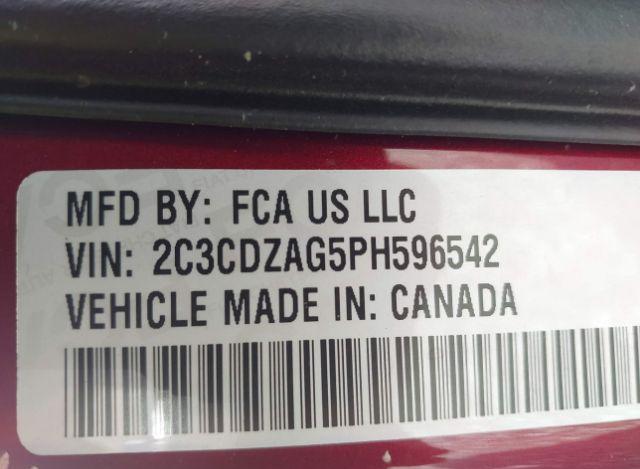 MFD BY: FCA US LLC
VIN: 2C3CDZAG5PH596542
VEHICLE MADE IN: CANADA